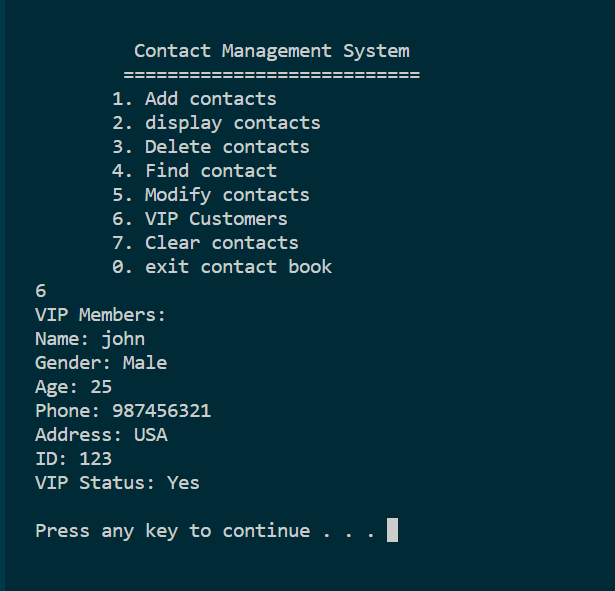 Contact Management System
===========================
1. Add contacts
2. display contacts
3. Delete contacts
4. Find contact
5. Modify contacts
6. VIP Customers
7. Clear contacts
0. exit contact book
6
VIP Members:
Name: john
Gender: Male
Age: 25
Phone: 987456321
Address: USA
ID: 123
VIP Status: Yes
Press any key to continue . . .